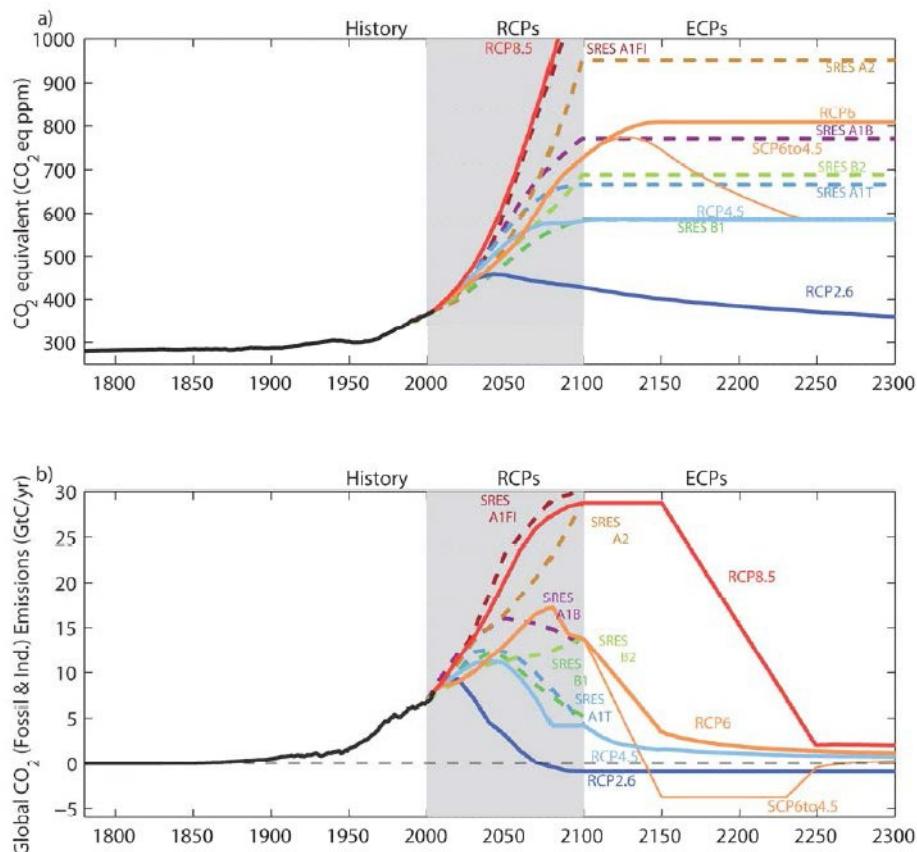 a)
History RCPs ECPs
1000
900
800
700
600
500
400
300
CO2 equivalent (CO2 eq ppm)
RCP8.5
SRES A1FI
SRES A2
RCP6
SRES A1B
SCP6to4.5
SRES B2
SRES A1T
RCP4.5
SRES B1
RCP2.6
1800 1850 1900 1950 2000 2050 2100 2150 2200 2250 2300
b)
History RCPs ECPs
30
25
20
15
10
5
0
−5
Global CO2 (Fossil & Ind.) Emissions (GtC/yr)
SRES
A1FI
SRES
A2
RCP8.5
SRES
A1B
SRES
B2
SRES
B1
SRES
A1T
RCP6
RCP4.5
RCP2.6
SCP6to4.5
1800 1850 1900 1950 2000 2050 2100 2150 2200 2250 2300